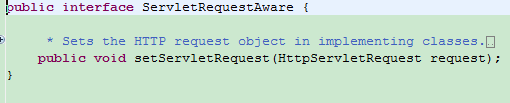 public interface ServletRequestAware {
* Sets the HTTP request object in implementing classes.
public void setServletRequest(HttpServletRequest request);
}